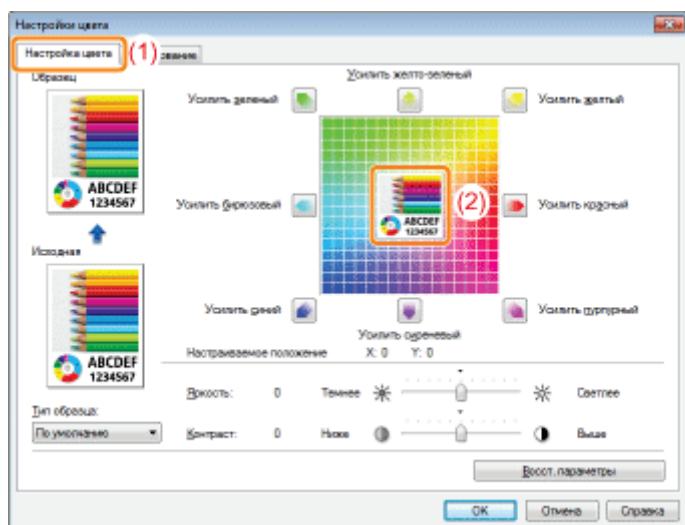 Настройки цвета
Настройка цвета (1)
Образец
ABCDEF
1234567
Исходная
ABCDEF
1234567
Тип образца:
По умолчанию
Усилить желто-зеленый
Усилить зеленый
Усилить желтый
Усилить бирюзовый
ABCDEF
1234567
(2)
Усилить красный
Усилить синий
Усилить пурпурный
Усилить сиреневый
Настраиваемое положение X: 0 Y: 0
Яркость: 0 Темнее Светлее
Контраст: 0 Ниже Выше
Восст. параметры
OK Отмена Справка